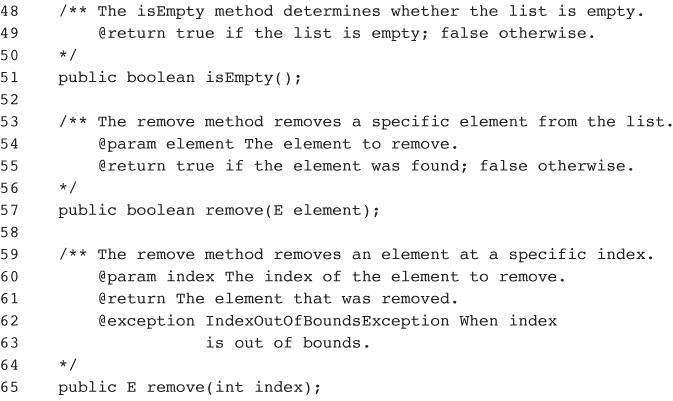 48    /** The isEmpty method determines whether the list is empty.
49        @return true if the list is empty; false otherwise.
50    */
51    public boolean isEmpty();
52
53    /** The remove method removes a specific element from the list.
54        @param element The element to remove.
55        @return true if the element was found; false otherwise.
56    */
57    public boolean remove(E element);
58
59    /** The remove method removes an element at a specific index.
60        @param index The index of the element to remove.
61        @return The element that was removed.
62        @exception IndexOutOfBoundsException When index
63                   is out of bounds.
64    */
65    public E remove(int index);